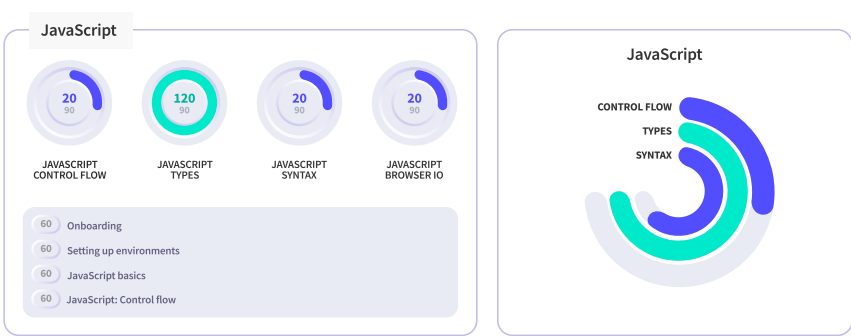 JavaScript
20
90
120
90
20
90
20
90
JAVASCRIPT
CONTROL FLOW
JAVASCRIPT
TYPES
JAVASCRIPT
SYNTAX
JAVASCRIPT
BROWSER IO
60 Onboarding
60 Setting up environments
60 JavaScript basics
60 JavaScript: Control flow
JavaScript
CONTROL FLOW
TYPES
SYNTAX